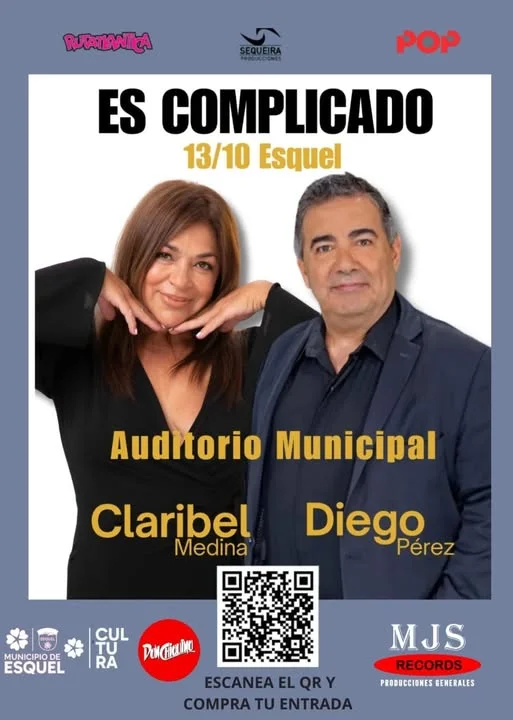 RUTATLANTICA
SEQUEIRA
PRODUCCIONES
POP
ES COMPLICADO
13/10 Esquel
Auditorio Municipal
Claribel
Medina
Diego
Pérez
MUNICIPIO DE
ESQUEL
CUL
TU
RA
MJS
RECORDS
PRODUCCIONES GENERALES
ESCANEA EL QR Y
COMPRA TU ENTRADA